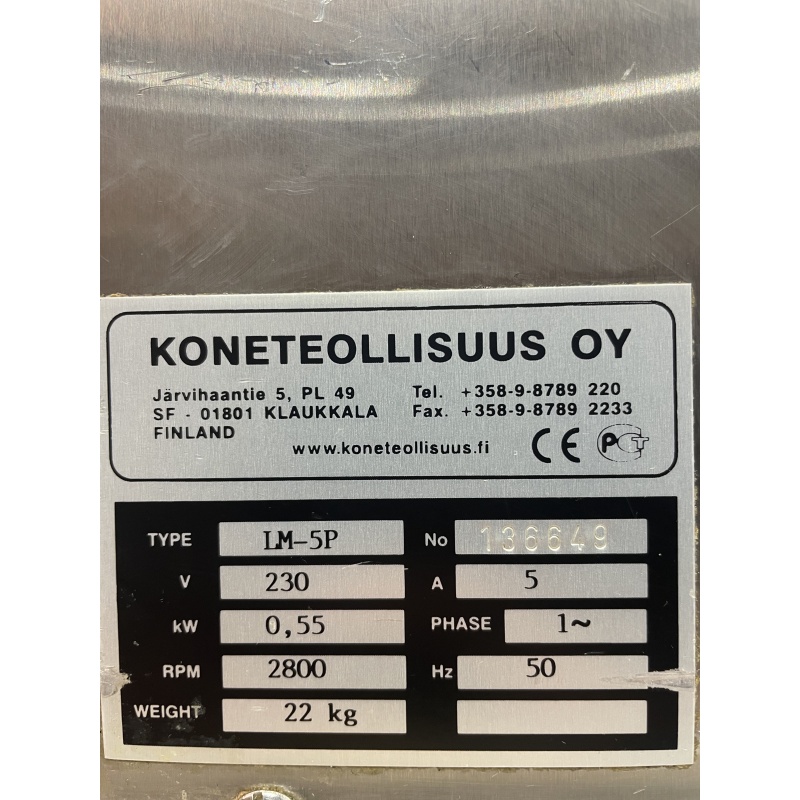 KONETEOLLISUUS OY
Järvihaantie 5, PL 49 Tel. +358-9-8789 220
SF - 01801 KLAUKKALA Fax. +358-9-8789 2233
FINLAND
www.koneteollisuus.fi CE PCT
TYPE LM-5P No 136649
V 230 A 5
kW 0,55 PHASE 1~
RPM 2800 Hz 50
WEIGHT 22 kg